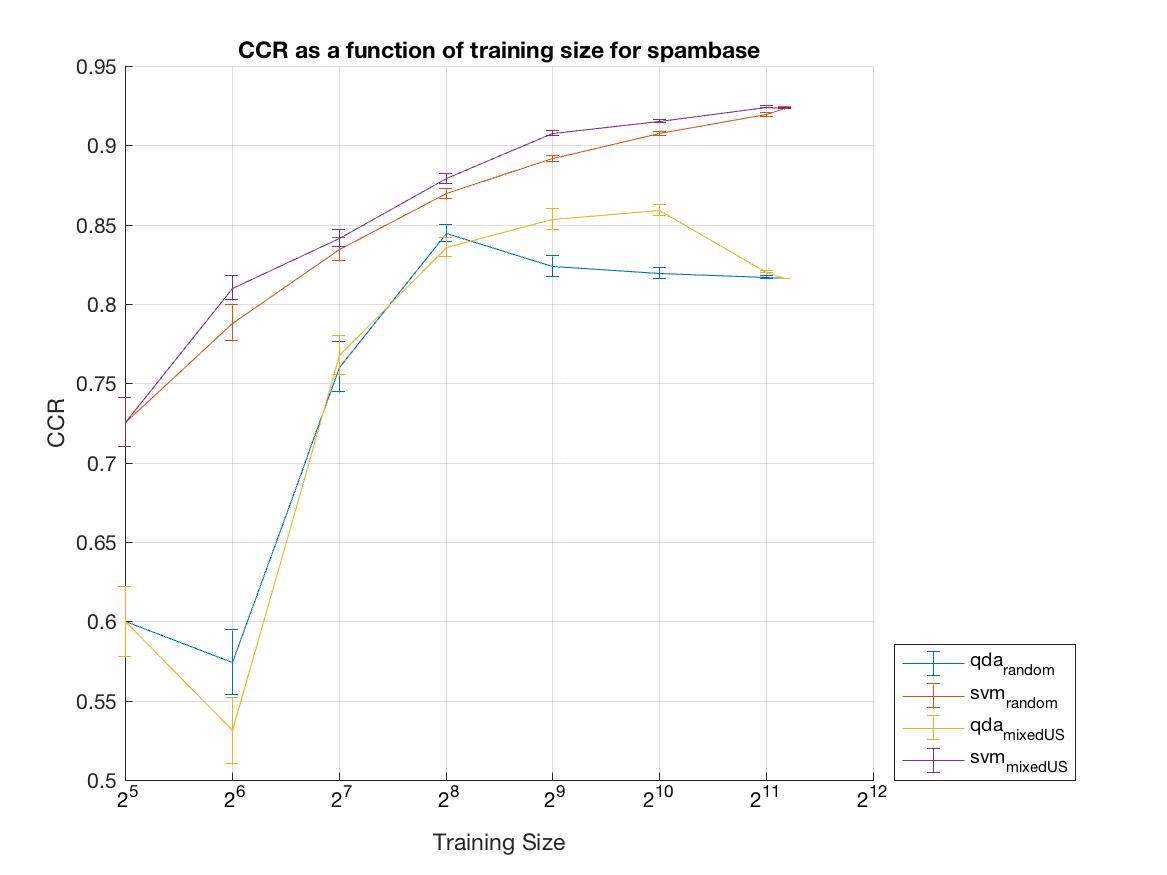 CCR as a function of training size for spambase
0.95
0.9
0.85
0.8
0.75
0.7
0.65
0.6
0.55
0.5
CCR
2^5 2^6 2^7 2^8 2^9 2^10 2^11 2^12
Training Size
qda_random
svm_random
qda_mixedUS
svm_mixedUS